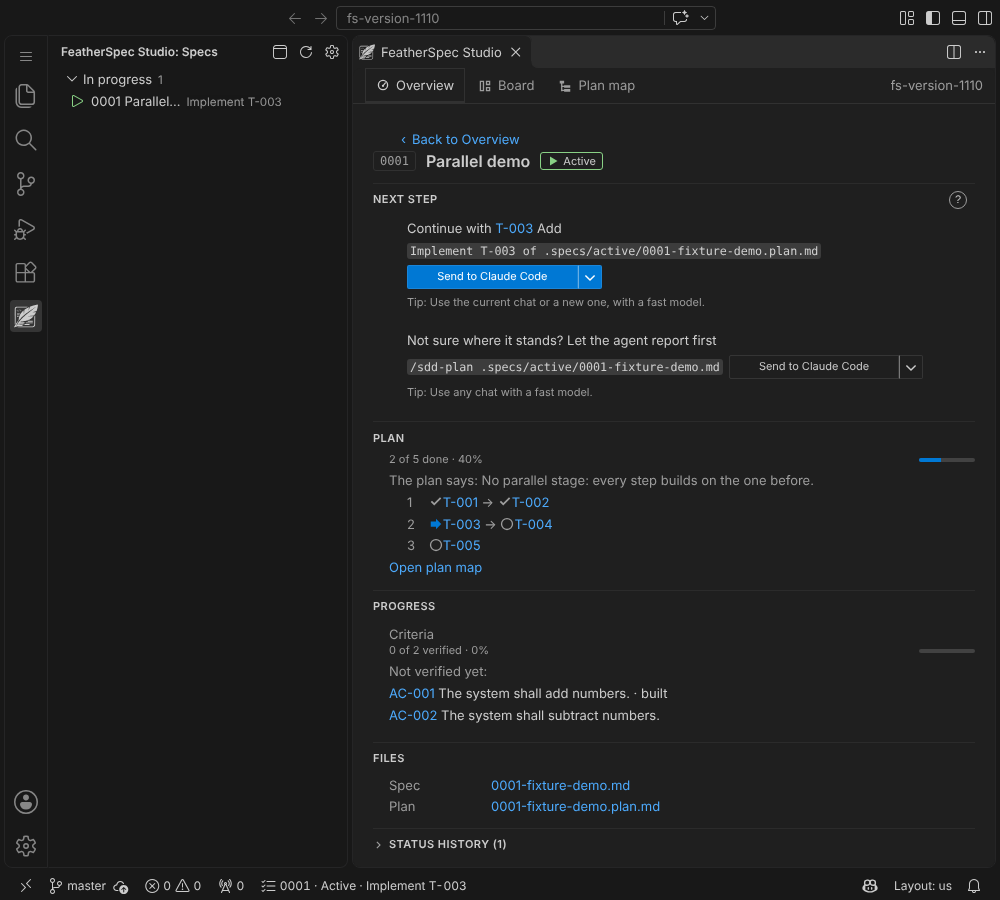 fs-version-1110
FeatherSpec Studio: Specs
In progress 1
0001 Parallel... Implement T-003
FeatherSpec Studio
Overview
Board
Plan map
fs-version-1110
‹ Back to Overview
0001 Parallel demo Active
NEXT STEP
?
Continue with T-003 Add
Implement T-003 of .specs/active/0001-fixture-demo.plan.md
Send to Claude Code
Tip: Use the current chat or a new one, with a fast model.
Not sure where it stands? Let the agent report first
/sdd-plan .specs/active/0001-fixture-demo.md Send to Claude Code
Tip: Use any chat with a fast model.
PLAN
2 of 5 done · 40%
The plan says: No parallel stage: every step builds on the one before.
1 T-001 → T-002
2 T-003 → T-004
3 T-005
Open plan map
PROGRESS
Criteria
0 of 2 verified · 0%
Not verified yet:
AC-001 The system shall add numbers. · built
AC-002 The system shall subtract numbers.
FILES
Spec 0001-fixture-demo.md
Plan 0001-fixture-demo.plan.md
STATUS HISTORY (1)
master 0 0 0 0001 · Active · Implement T-003 Layout: us